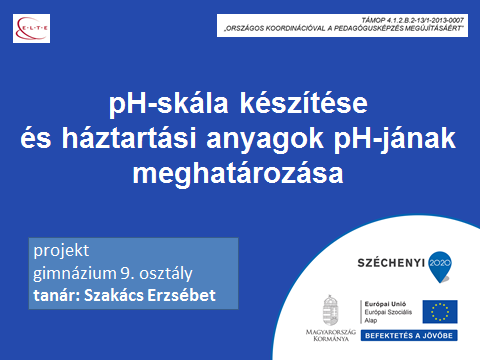 E L T E
TÁMOP 4.1.2.B.2-13/1-2013-0007
„ORSZÁGOS KOORDINÁCIÓVAL A PEDAGÓGUSKÉPZÉS MEGÚJÍTÁSÁÉRT”
pH-skála készítése
és háztartási anyagok pH-jának
meghatározása
projekt
gimnázium 9. osztály
tanár: Szakács Erzsébet
SZÉCHENYI 2020
MAGYARORSZÁG
KORMÁNYA
Európai Unió
Európai Szociális
Alap
BEFEKTETÉS A JÖVŐBE